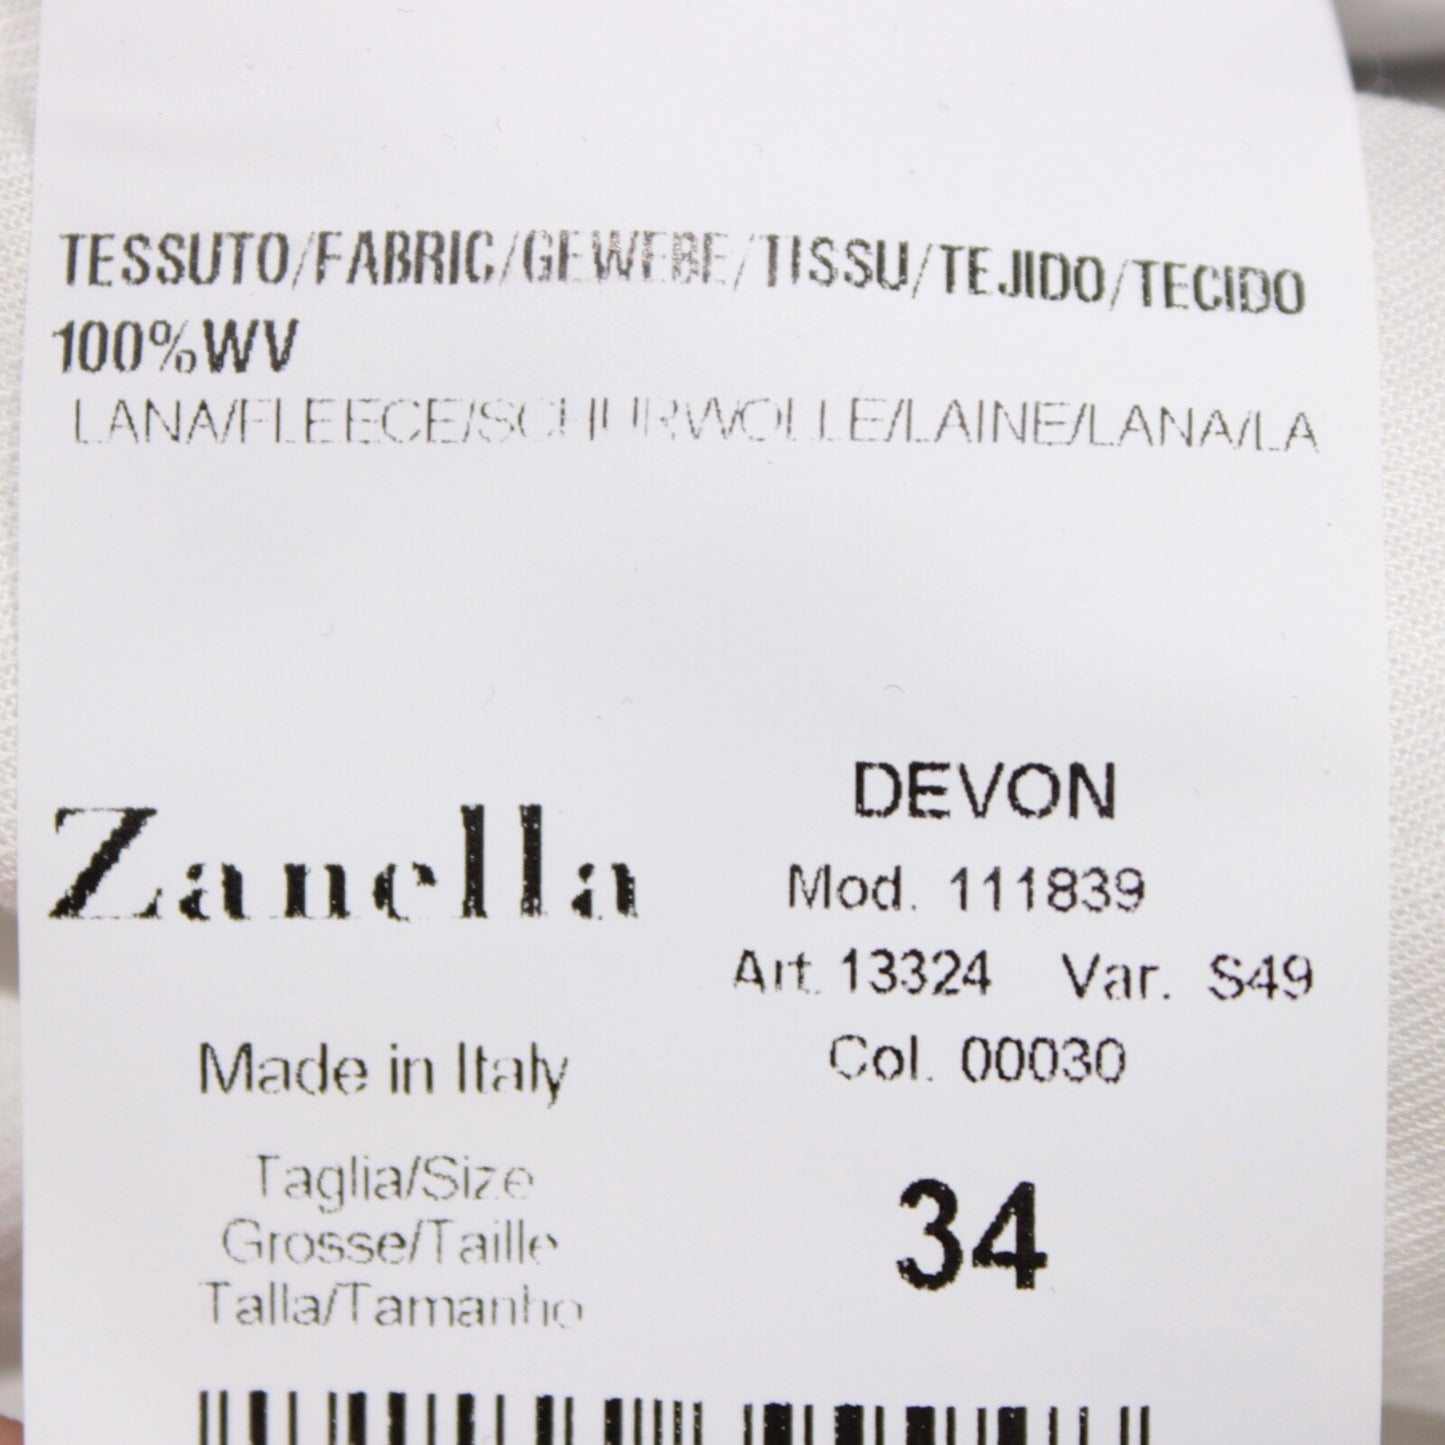 TESSUTO/FABRIC/GEWEBE/TISSU/TEJIDO/TECIDO
100%WV
LANA/FLEECE/SCHURWOLLE/LAINE/LANA/LA
Zanella
DEVON
Mod. 111839
Art. 13324 Var. S49
Col. 00030
Made in Italy
Taglia/Size
Grosse/Taille
Talla/Tamanho
34